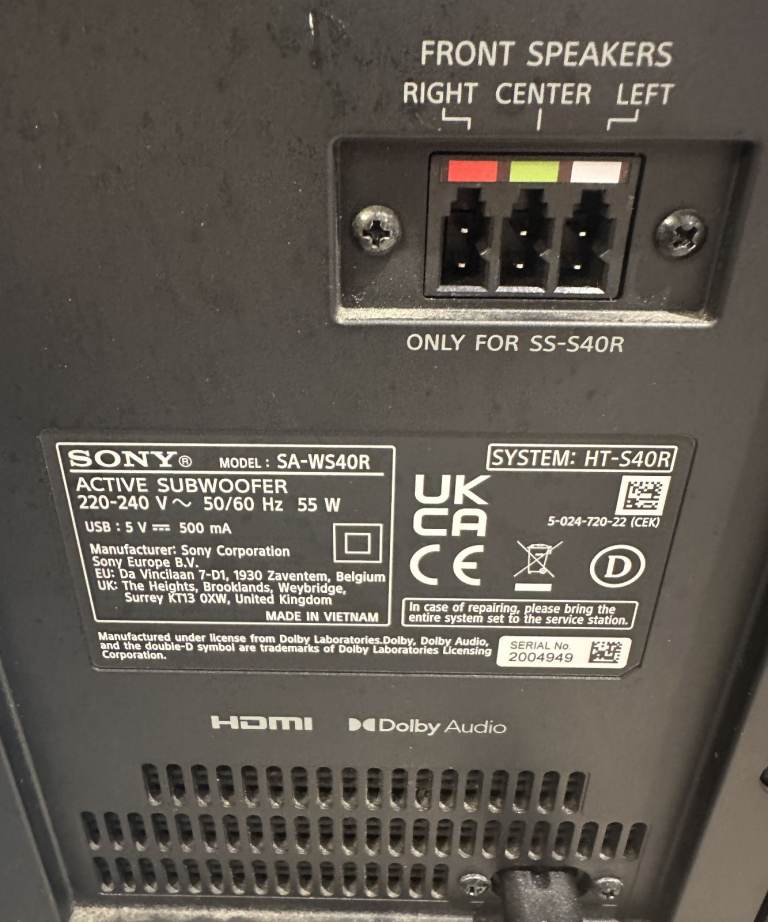 FRONT SPEAKERS
RIGHT CENTER LEFT
ONLY FOR SS-S40R
SONY® MODEL: SA-WS40R
ACTIVE SUBWOOFER
220-240 V ~ 50/60 Hz 55 W
USB : 5 V ⎓ 500 mA
Manufacturer: Sony Corporation
Sony Europe B.V.
EU: Da Vincilaan 7-D1, 1930 Zaventem, Belgium
UK: The Heights, Brooklands, Weybridge,
Surrey KT13 0XW, United Kingdom
MADE IN VIETNAM
SYSTEM: HT-S40R
UK
CA
5-024-720-22 (CEK)
CE
D
In case of repairing, please bring the
entire system set to the service station.
Manufactured under license from Dolby Laboratories.Dolby, Dolby Audio,
and the double-D symbol are trademarks of Dolby Laboratories Licensing
Corporation.
SERIAL No.
2004949
HDMI Dolby Audio